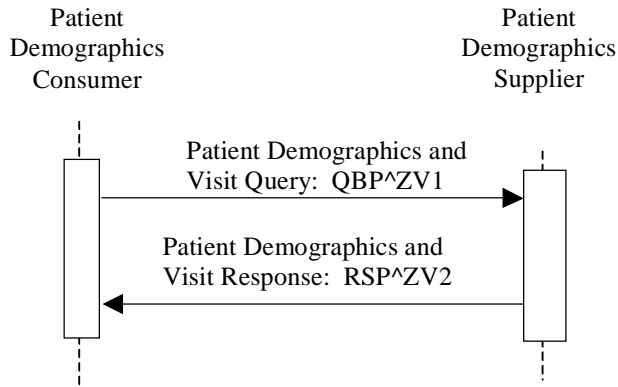 Patient
Demographics
Consumer
Patient
Demographics
Supplier
Patient Demographics and
Visit Query: QBP^ZV1
Patient Demographics and
Visit Response: RSP^ZV2